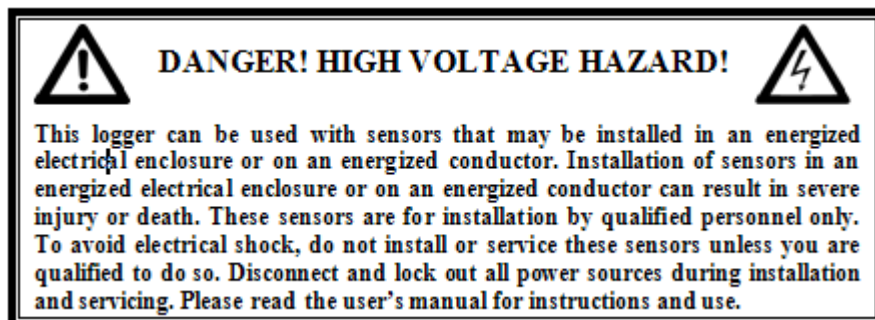 DANGER! HIGH VOLTAGE HAZARD!
This logger can be used with sensors that may be installed in an energized
electrical enclosure or on an energized conductor. Installation of sensors in an
energized electrical enclosure or on an energized conductor can result in severe
injury or death. These sensors are for installation by qualified personnel only.
To avoid electrical shock, do not install or service these sensors unless you are
qualified to do so. Disconnect and lock out all power sources during installation
and servicing. Please read the user's manual for instructions and use.